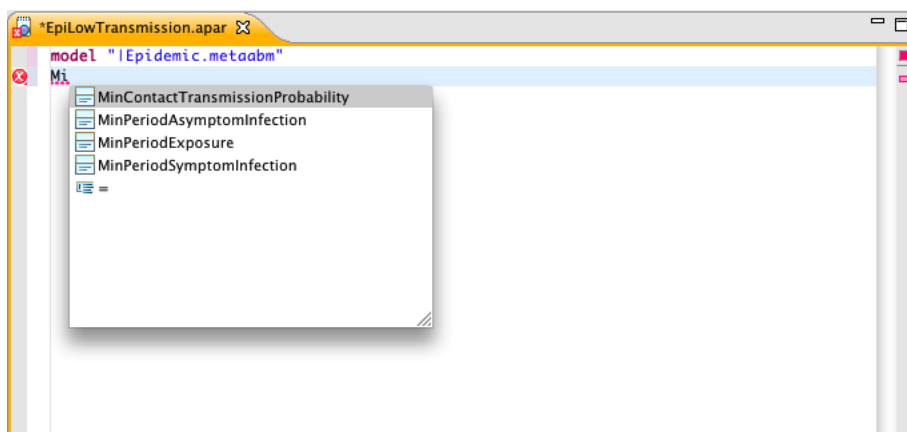 *EpiLowTransmission.apar
model "|Epidemic.metaabm"
Mi
MinContactTransmissionProbability
MinPeriodAsymptomInfection
MinPeriodExposure
MinPeriodSymptomInfection
=